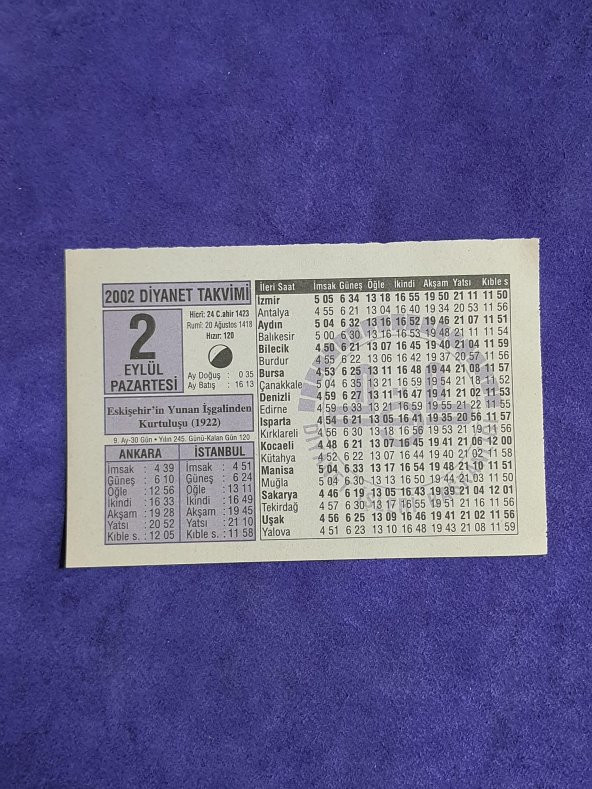 2002 DİYANET TAKVİMİ
2
EYLÜL
PAZARTESİ
Hicrî: 24 C.ahir 1423
Rumî: 20 Ağustos 1418
Hızır: 120
Ay Doğuş : 0 35
Ay Batış : 16 13
Eskişehir'in Yunan İşgalinden
Kurtuluşu (1922)
9. Ay-30 Gün • Yılın 245. Günü-Kalan Gün 120
ANKARA
İmsak : 4 39
Güneş : 6 10
Öğle : 12 56
İkindi : 16 33
Akşam : 19 28
Yatsı : 20 52
Kıble s. : 12 05
İSTANBUL
İmsak : 4 51
Güneş : 6 24
Öğle : 13 11
İkindi : 16 49
Akşam : 19 45
Yatsı : 21 10
Kıble s. : 11 58
İleri Saat İmsak Güneş Öğle İkindi Akşam Yatsı Kıble s
İzmir 5 05 6 34 13 18 16 55 19 50 21 11 11 50
Antalya 4 55 6 21 13 04 16 40 19 34 20 53 11 56
Aydın 5 04 6 32 13 16 16 52 19 46 21 07 11 51
Balıkesir 5 00 6 30 13 16 16 53 19 48 21 11 11 54
Bilecik 4 50 6 21 13 07 16 45 19 41 21 04 11 58
Burdur 4 55 6 22 13 06 16 42 19 37 20 57 11 56
Bursa 4 53 6 25 13 11 16 48 19 44 21 08 11 57
Çanakkale 5 04 6 35 13 21 16 59 19 54 21 18 11 52
Denizli 4 59 6 27 13 11 16 47 19 42 21 02 11 53
Edirne 4 59 6 33 13 21 16 59 19 55 21 22 11 55
Isparta 4 54 6 21 13 05 16 41 19 35 20 56 11 57
Kırklareli 4 56 6 30 13 18 16 56 19 53 21 19 11 56
Kocaeli 4 48 6 21 13 07 16 45 19 41 21 06 12 00
Kütahya 4 52 6 22 13 07 16 45 19 40 21 02 11 57
Manisa 5 04 6 33 13 17 16 54 19 48 21 10 11 51
Muğla 5 04 6 30 13 13 16 49 19 43 21 02 11 51
Sakarya 4 46 6 19 13 05 16 43 19 39 21 04 12 01
Tekirdağ 4 57 6 30 13 17 16 55 19 51 21 16 11 56
Uşak 4 56 6 25 13 09 16 46 19 41 21 02 11 56
Yalova 4 51 6 23 13 10 16 48 19 43 21 08 11 59